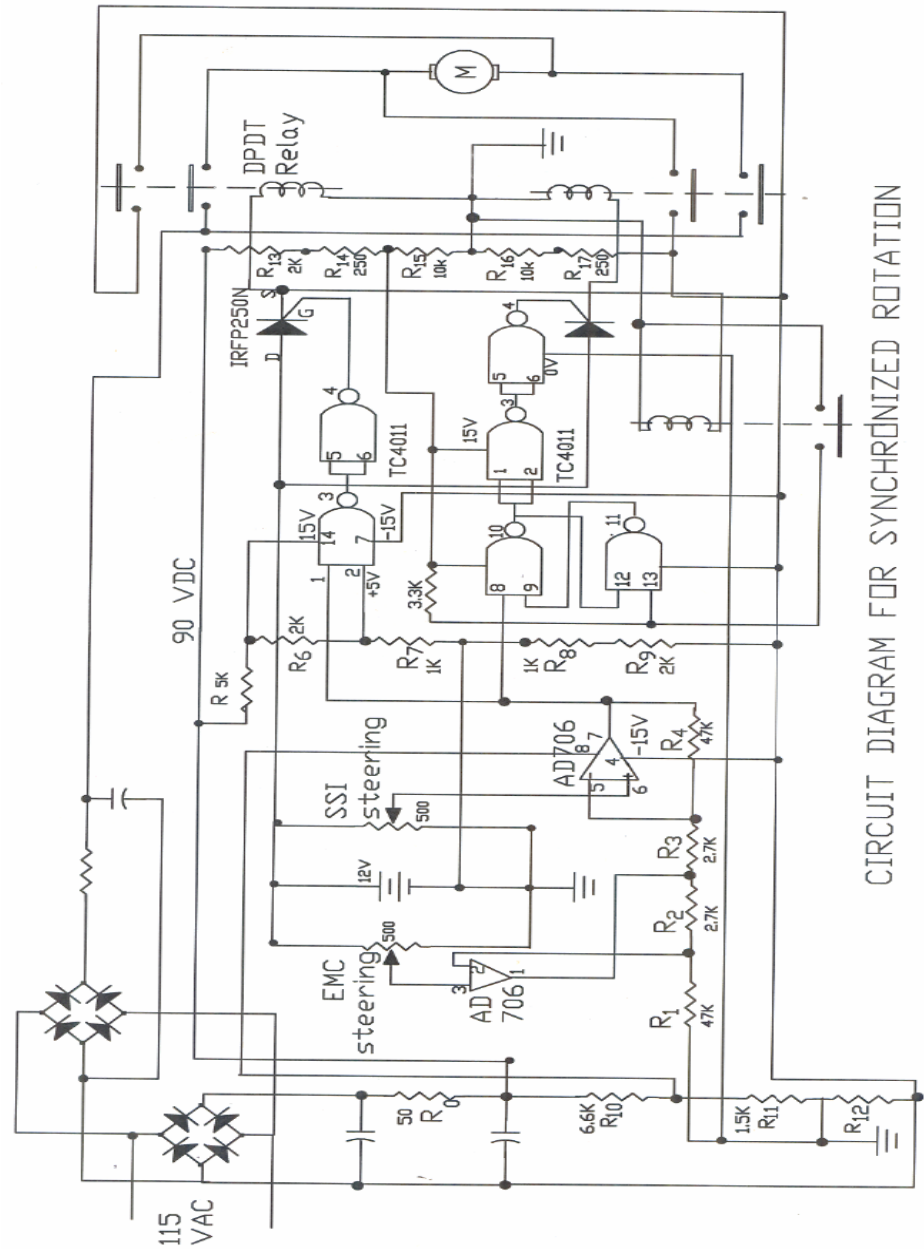 115
VAC
90 VDC
EMC
steering
500
12V
SSI
steering
500
3
2
1
AD
706
AD706
8
7
5
4
6
-15V
R 5K
R6
2K
R7
1K
1K
R8
R9
2K
R4
47K
R3
2.7K
R2
2.7K
R1
47K
50
R0
6.6K
R10
1.5K
R11
R12
15V
14
1
2
7
3
+5V
-15V
5
6
4
TC4011
IRFP250N
D
S
G
3.3K
8
9
10
12
13
11
15V
1
2
3
TC4011
5
6
4
0V
R13
2K
R14
250
R15
10k
R16
10k
R17
250
DPDT
Relay
M
CIRCUIT DIAGRAM FOR SYNCHRONIZED ROTATION